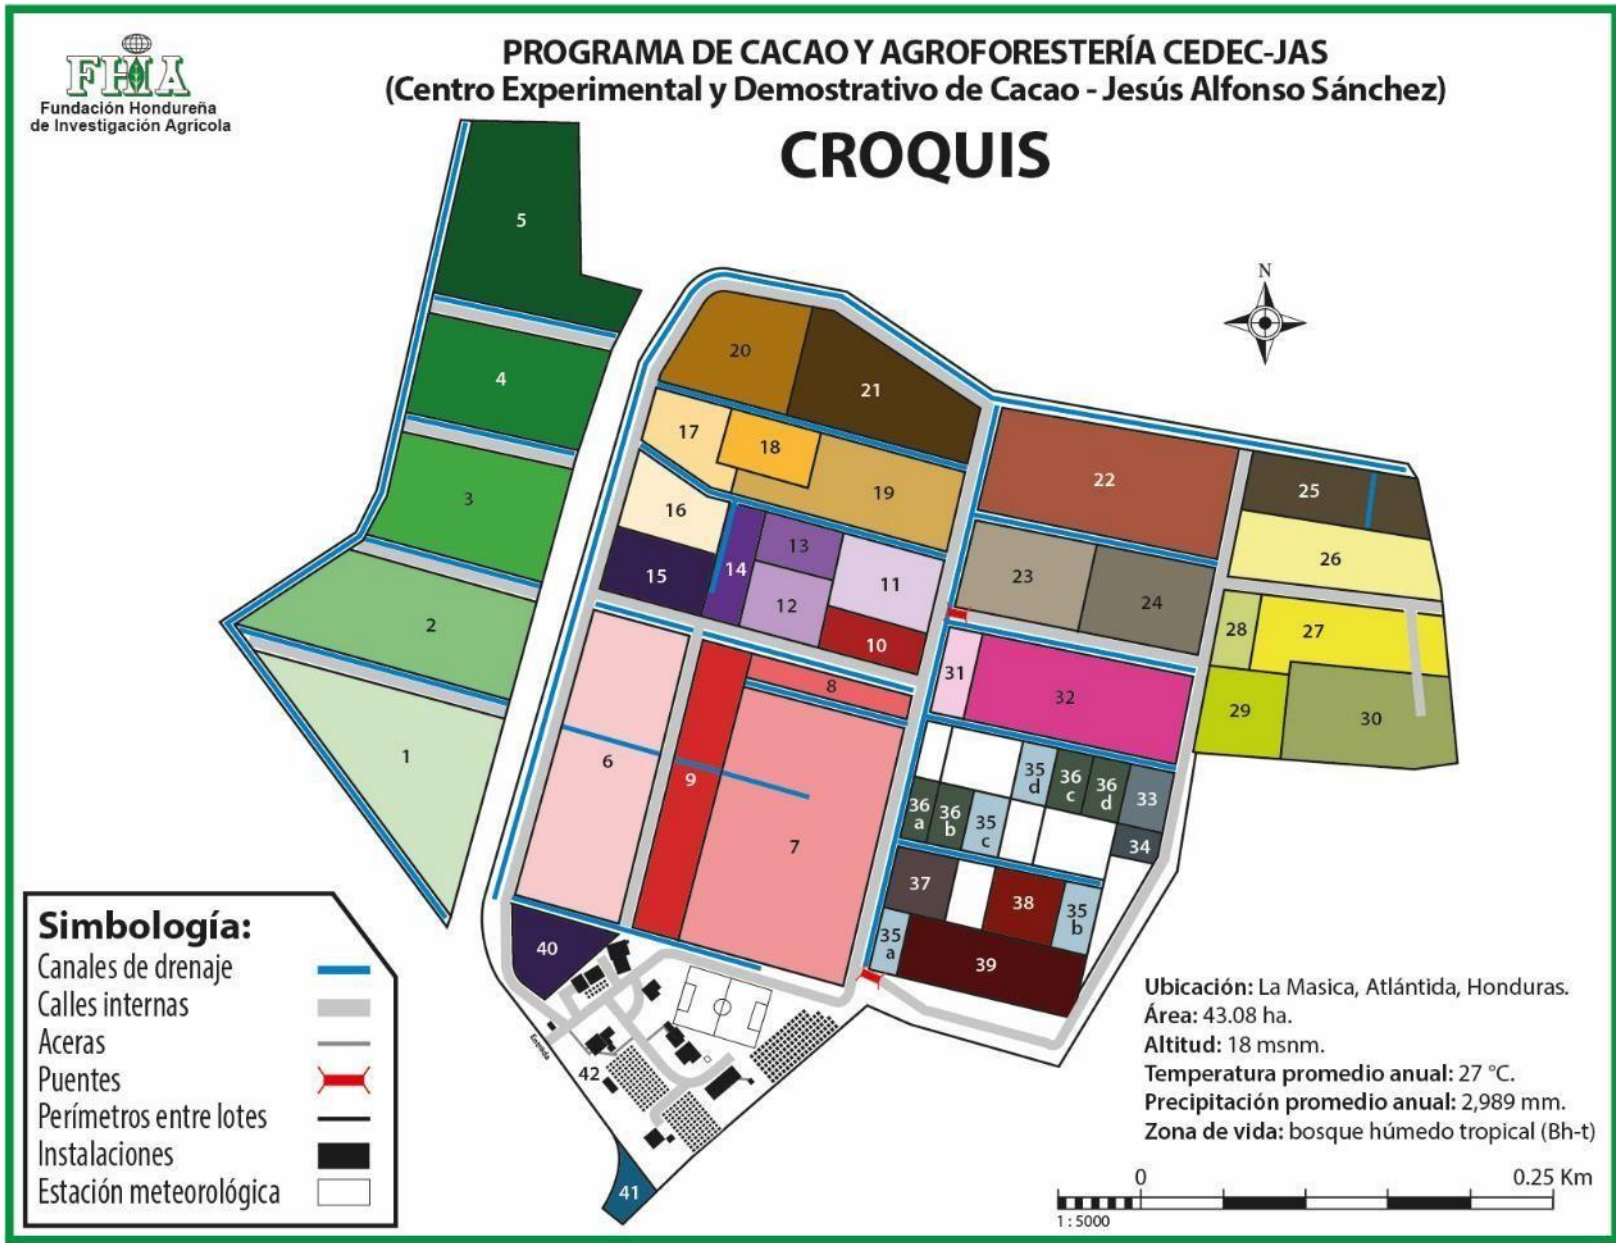 FHIA
Fundación Hondureña
de Investigación Agrícola
PROGRAMA DE CACAO Y AGROFORESTERÍA CEDEC-JAS
(Centro Experimental y Demostrativo de Cacao - Jesús Alfonso Sánchez)
CROQUIS
N
5
4
3
2
1
20
21
17
18
19
16
15
14
13
12
11
10
22
23
24
25
26
28
27
29
30
31
32
8
6
9
7
35
d
36
c
36
d
33
36
a
36
b
35
c
34
37
38
35
b
35
a
39
40
Entrada
42
41
Simbología:
Canales de drenaje
Calles internas
Aceras
Puentes
Perímetros entre lotes
Instalaciones
Estación meteorológica
Ubicación: La Masica, Atlántida, Honduras.
Área: 43.08 ha.
Altitud: 18 msnm.
Temperatura promedio anual: 27 °C.
Precipitación promedio anual: 2,989 mm.
Zona de vida: bosque húmedo tropical (Bh-t)
0 0.25 Km
1 : 5000